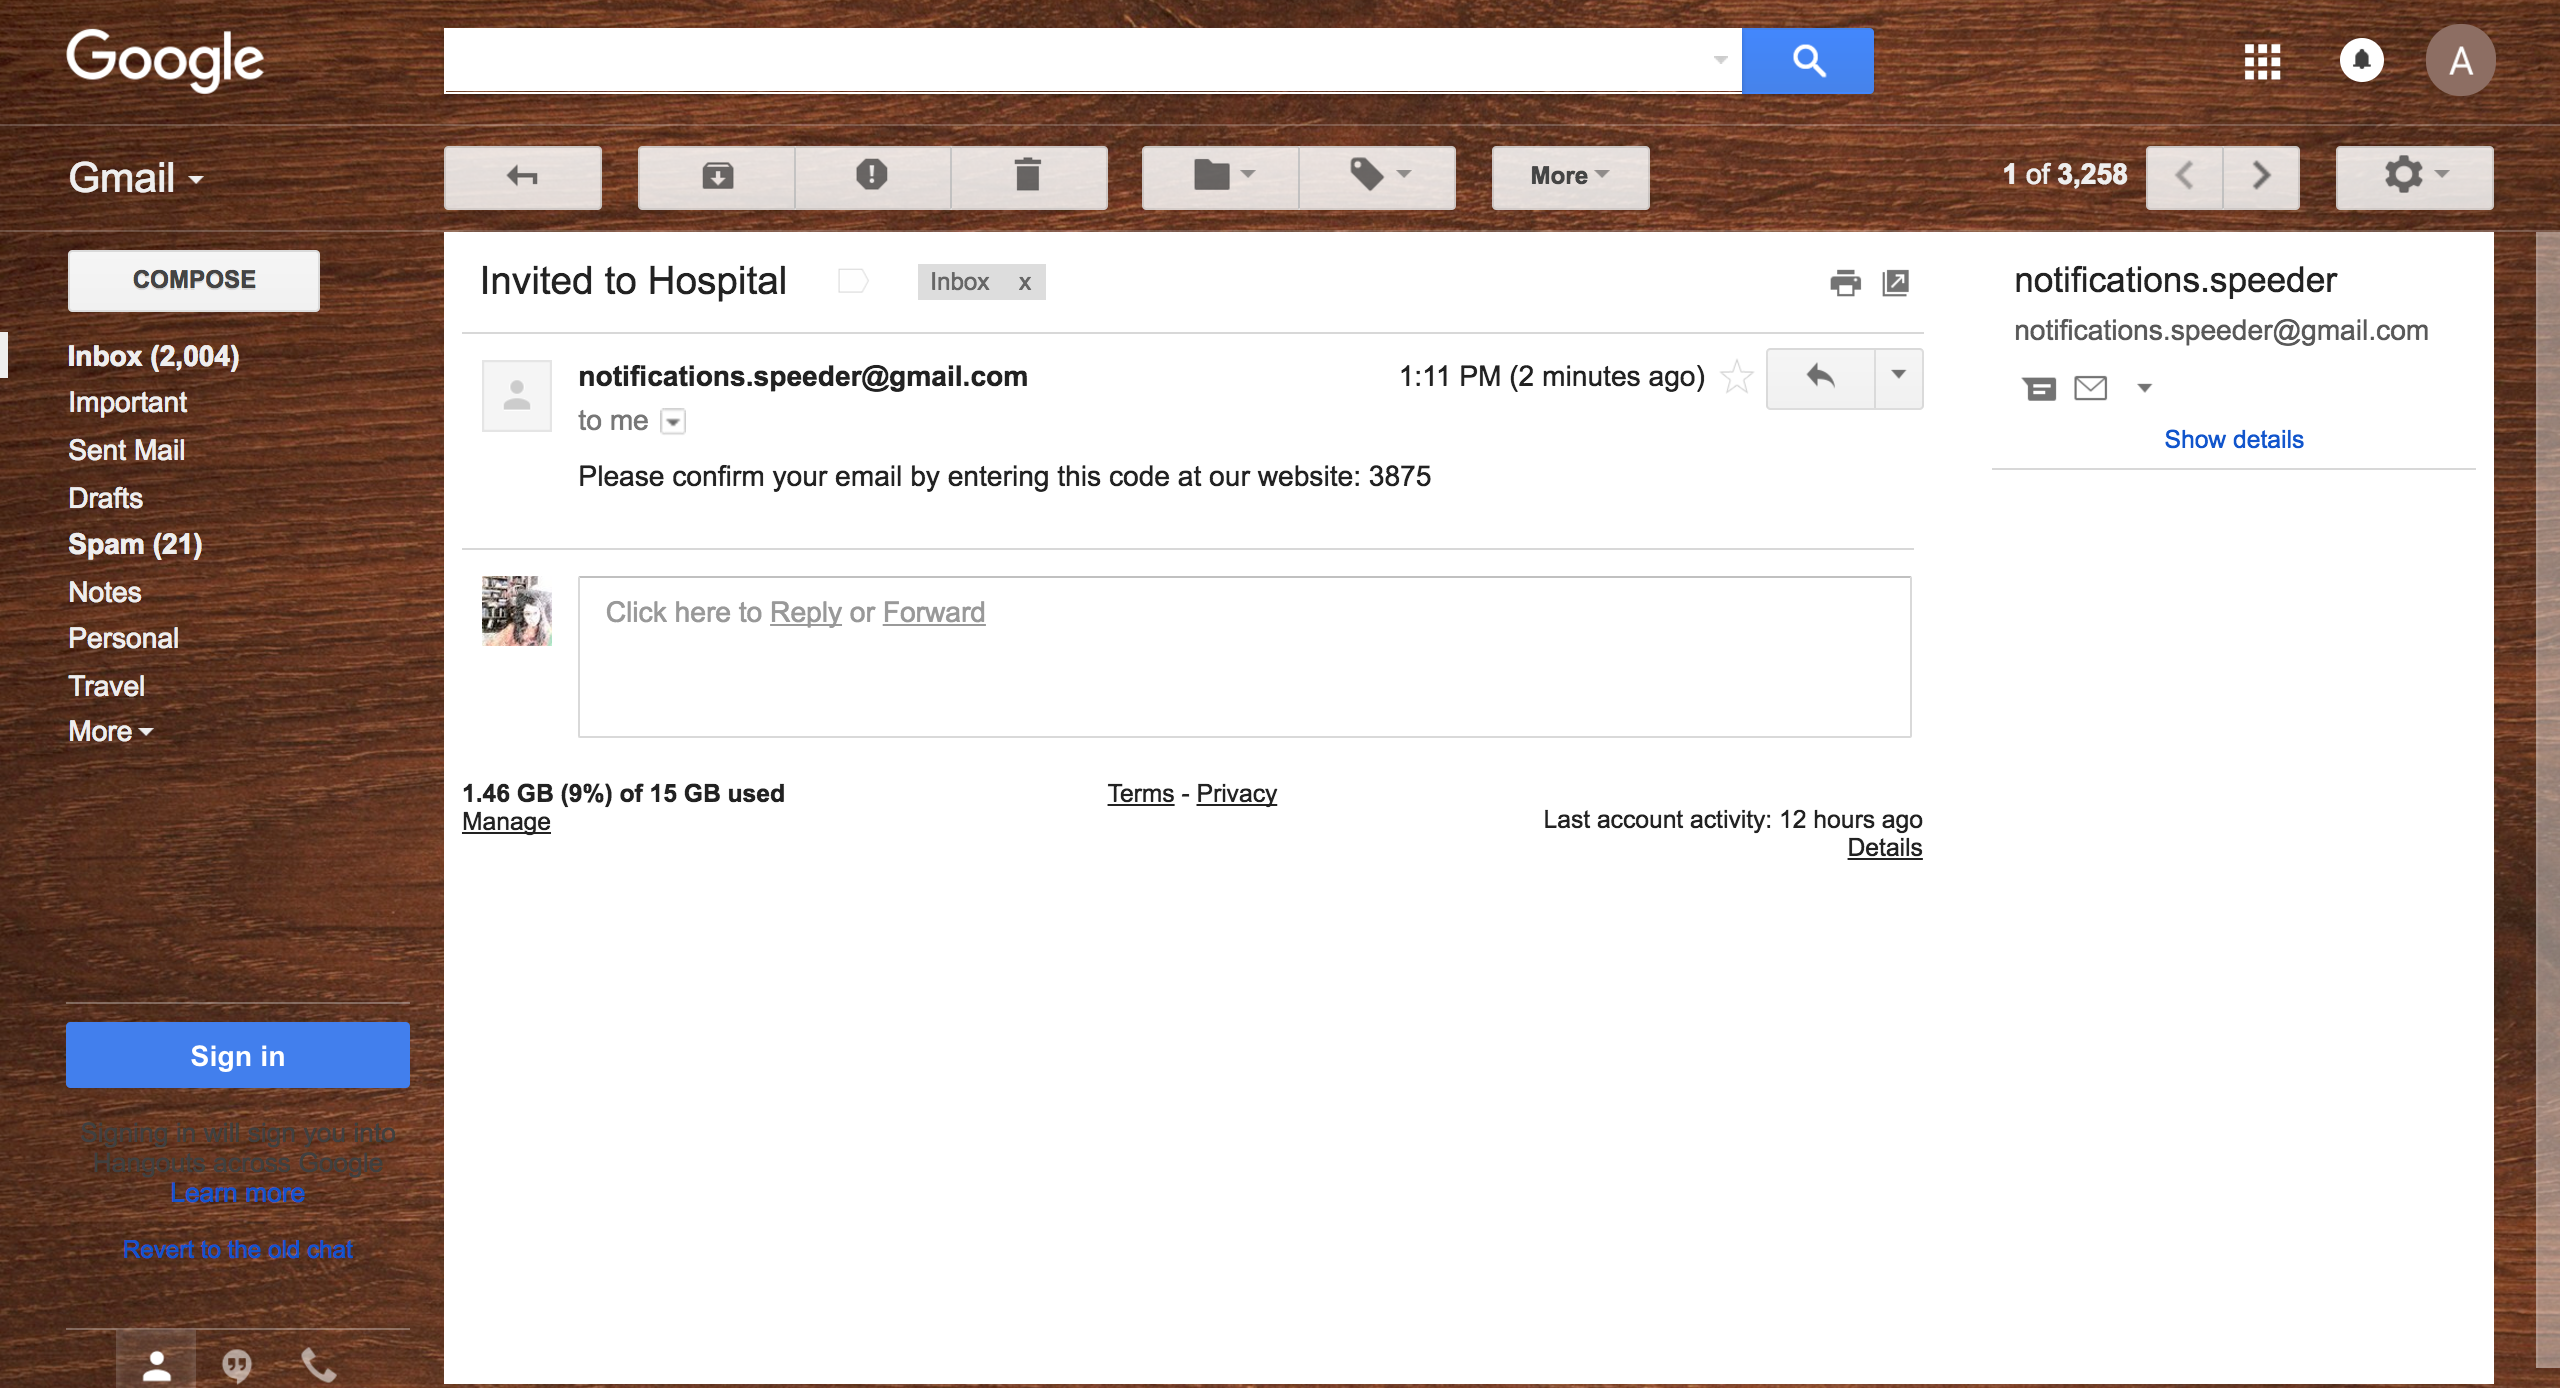 Google
A
Gmail
More
1 of 3,258
COMPOSE
Inbox (2,004)
Important
Sent Mail
Drafts
Spam (21)
Notes
Personal
Travel
More
Sign in
Signing in will sign you into
Hangouts across Google
Learn more
Revert to the old chat
Invited to Hospital
Inbox x
notifications.speeder@gmail.com
1:11 PM (2 minutes ago)
to me
Please confirm your email by entering this code at our website: 3875
Click here to Reply or Forward
1.46 GB (9%) of 15 GB used
Manage
Terms - Privacy
Last account activity: 12 hours ago
Details
notifications.speeder
notifications.speeder@gmail.com
Show details